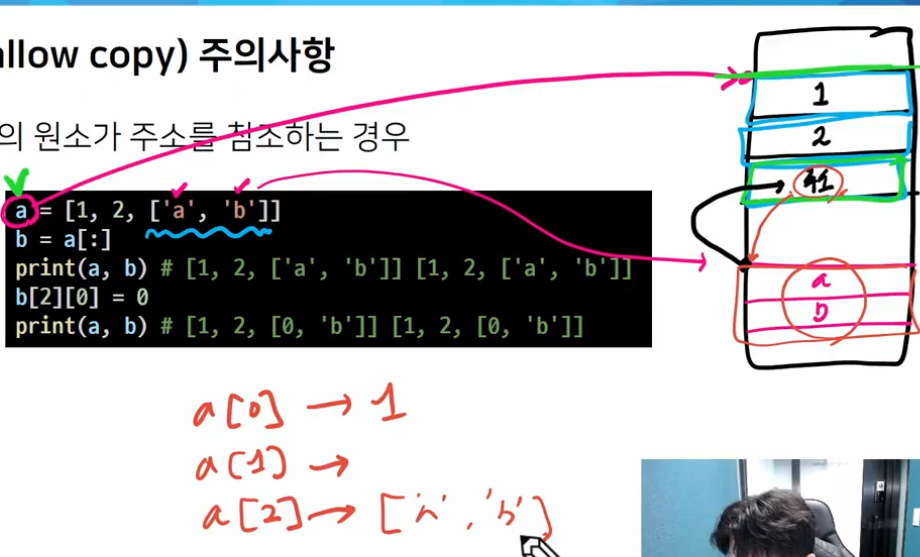 allow copy) 주의사항
의 원소가 주소를 참조하는 경우
a = [1, 2, ['a', 'b']]
b = a[:]
print(a, b) # [1, 2, ['a', 'b']] [1, 2, ['a', 'b']]
b[2][0] = 0
print(a, b) # [1, 2, [0, 'b']] [1, 2, [0, 'b']]
1
2
a
b
a[0] → 1
a[1] →
a[2] → ['a', 'b']